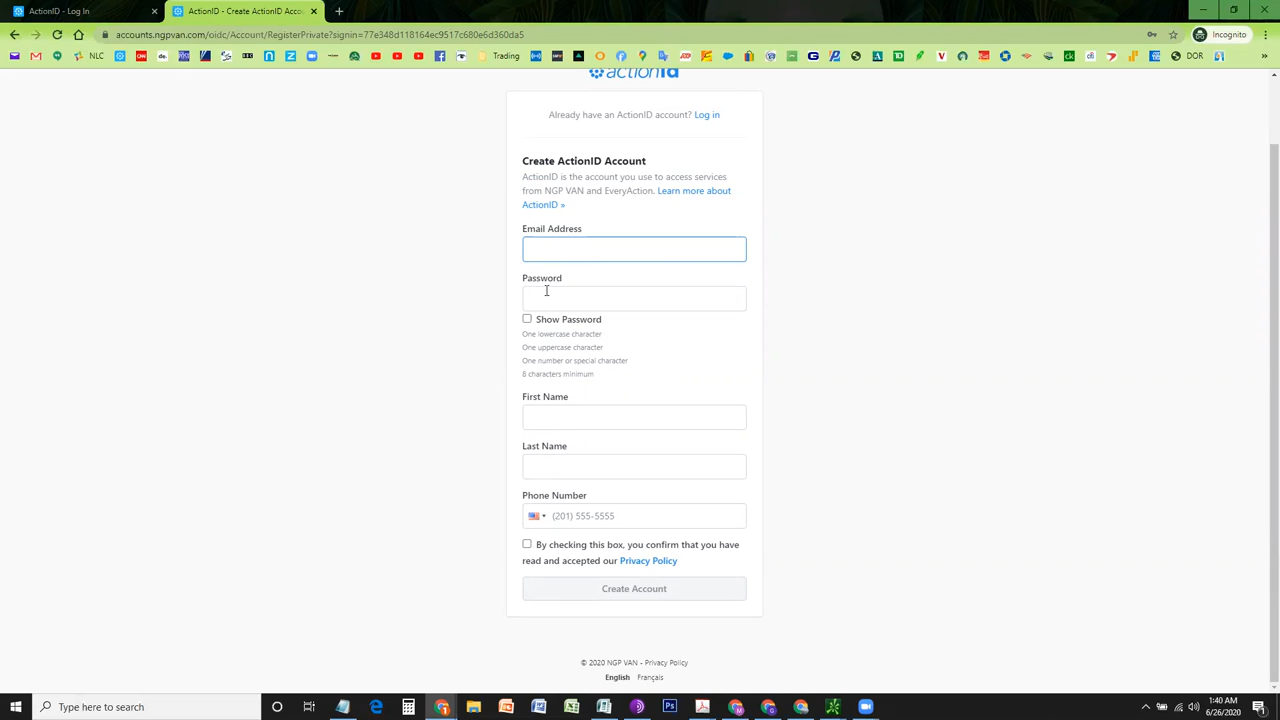 ActionID - Log In
ActionID - Create ActionID Accou
accounts.ngpvan.com/oidc/Account/RegisterPrivate?signin=77e348d118164ec9517c680e6d360da5
Incognito
NLC
Trading
DOR
actionid
Already have an ActionID account? Log in
Create ActionID Account
ActionID is the account you use to access services
from NGP VAN and EveryAction. Learn more about
ActionID »
Email Address
Password
Show Password
One lowercase character
One uppercase character
One number or special character
8 characters minimum
First Name
Last Name
Phone Number
(201) 555-5555
By checking this box, you confirm that you have
read and accepted our Privacy Policy
Create Account
© 2020 NGP VAN - Privacy Policy
English Français
Type here to search
1:40 AM
6/26/2020